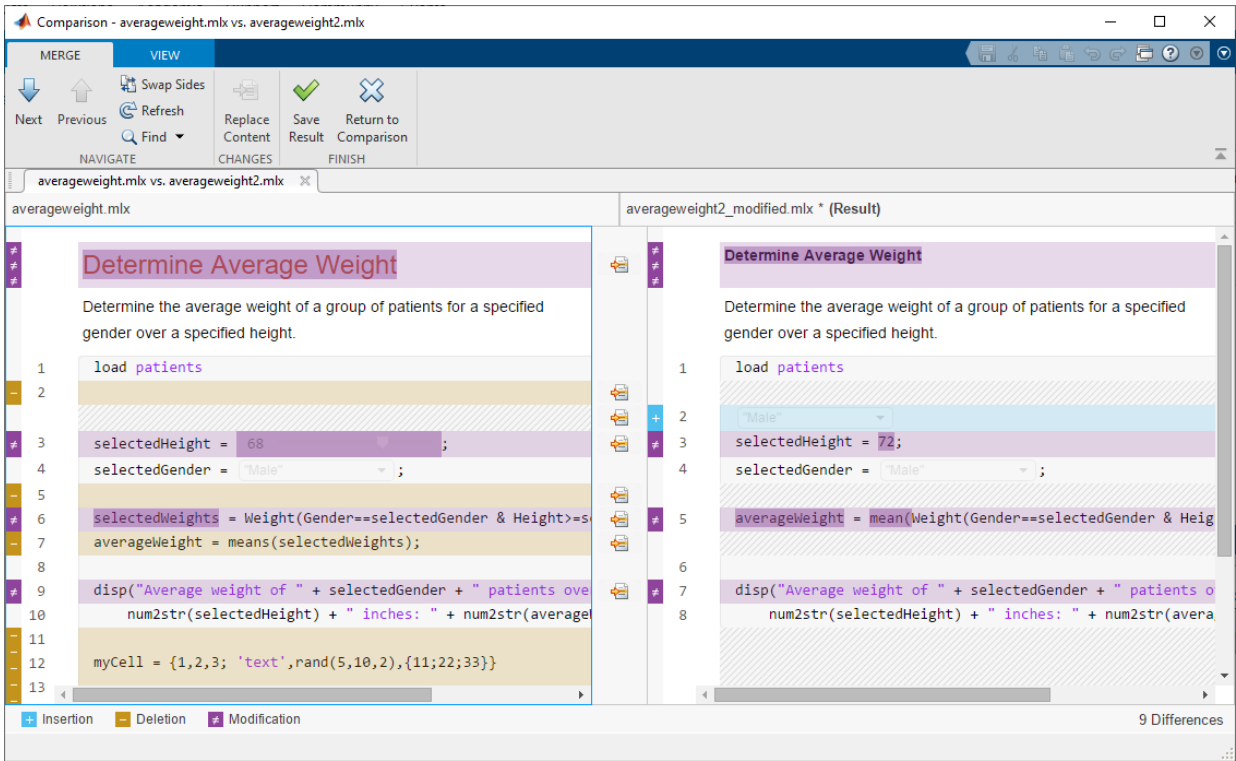 Comparison - averageweight.mlx vs. averageweight2.mlx
MERGE VIEW
Next Previous Swap Sides Refresh Find
Replace Content Save Result Return to Comparison
NAVIGATE CHANGES FINISH
averageweight.mlx vs. averageweight2.mlx
averageweight.mlx
Determine Average Weight
Determine the average weight of a group of patients for a specified
gender over a specified height.
1 load patients
2
3 selectedHeight = 68 ;
4 selectedGender = "Male" ;
5
6 selectedWeights = Weight(Gender==selectedGender & Height>=se
7 averageWeight = means(selectedWeights);
8
9 disp("Average weight of " + selectedGender + " patients ove
10 num2str(selectedHeight) + " inches: " + num2str(averageW
11
12 myCell = {1,2,3; 'text',rand(5,10,2),{11;22;33}}
13
averageweight2_modified.mlx * (Result)
Determine Average Weight
Determine the average weight of a group of patients for a specified
gender over a specified height.
1 load patients
2 "Male"
3 selectedHeight = 72;
4 selectedGender = "Male" ;
5 averageWeight = mean(Weight(Gender==selectedGender & Heig
6
7 disp("Average weight of " + selectedGender + " patients o
8 num2str(selectedHeight) + " inches: " + num2str(avera
+ Insertion − Deletion ≠ Modification
9 Differences